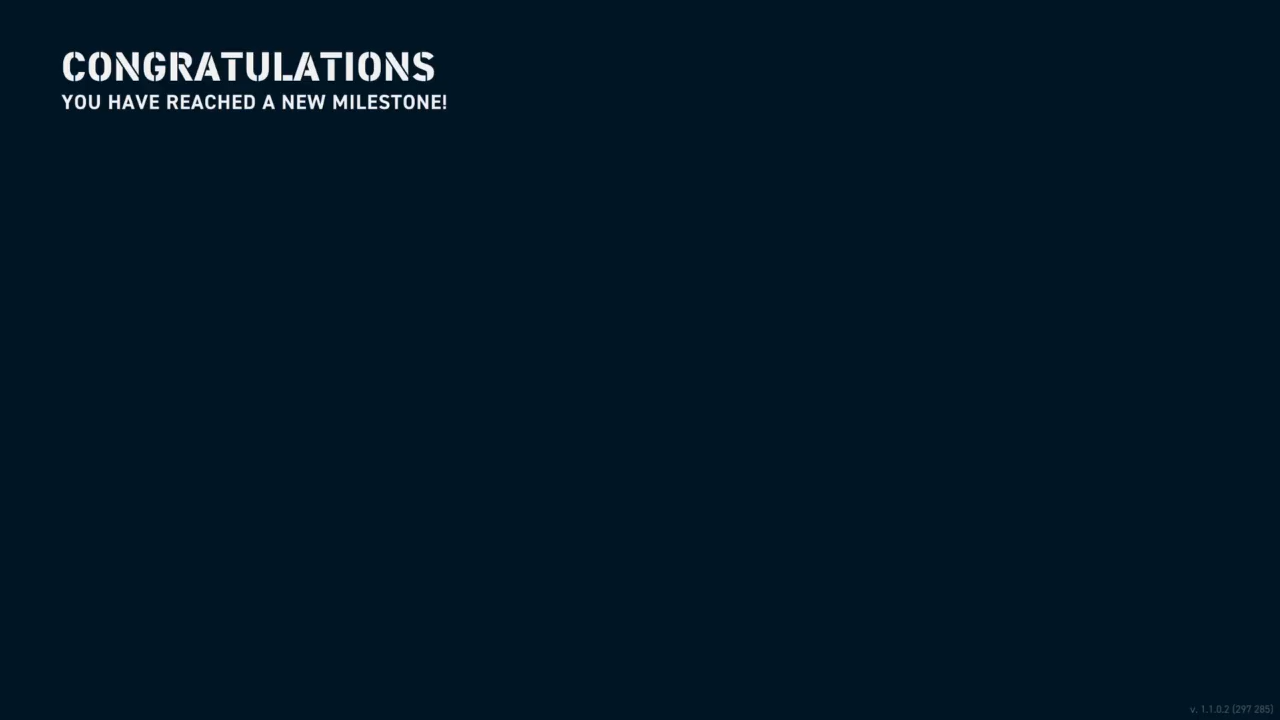 CONGRATULATIONS
YOU HAVE REACHED A NEW MILESTONE!
v. 1.1.0.2 (297 285)